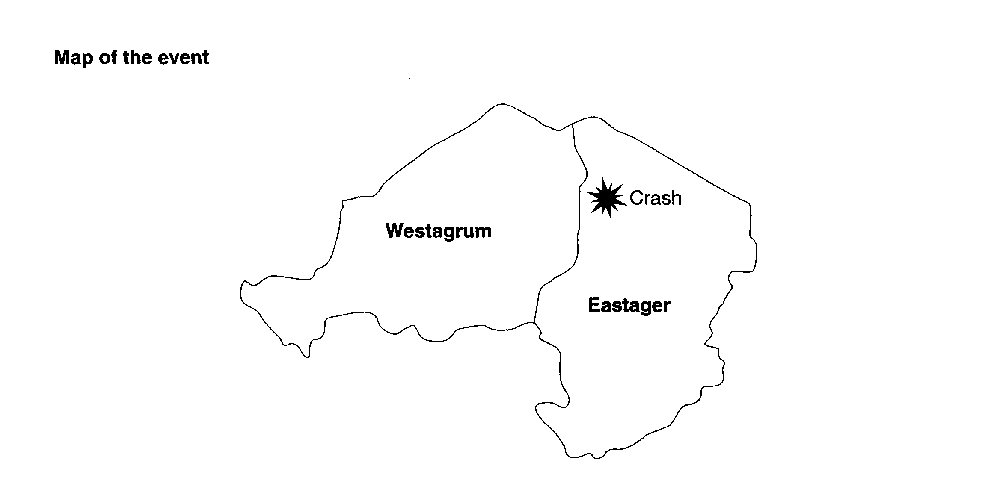 Map of the event
Crash
Westagrum
Eastager